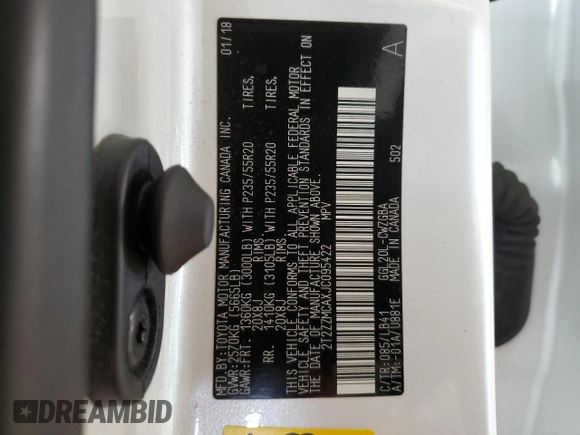 MFD.BY:TOYOTA MOTOR MANUFACTURING CANADA INC. 01/18
GVWR:2570KG (5665LB)
GAWR:FRT. 1360KG (3000LB) WITH P235/55R20 TIRES,
20X8J RIMS.
RR. 1410KG (3105LB) WITH P235/55R20 TIRES,
20X8J RIMS.
THIS VEHICLE CONFORMS TO ALL APPLICABLE FEDERAL MOTOR
VEHICLE SAFETY AND THEFT PREVENTION STANDARDS IN EFFECT ON
THE DATE OF MANUFACTURE SHOWN ABOVE.
2T2ZZMCAXJC095422 MPV
A
C/TR:085/LB41 GGL20L-CWZGBA
A/TM:-01A/U881E MADE IN CANADA S02
DREAMBID